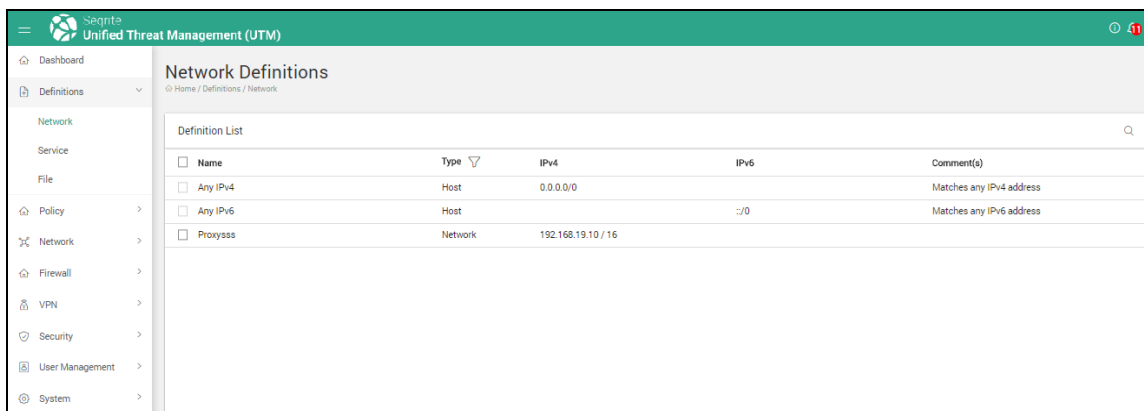 Seqrite
Unified Threat Management (UTM)
11
Dashboard
Definitions
Network
Service
File
Policy
Network
Firewall
VPN
Security
User Management
System
Network Definitions
Home / Definitions / Network
Definition List
Name Type IPv4 IPv6 Comment(s)
Any IPv4 Host 0.0.0.0/0 Matches any IPv4 address
Any IPv6 Host ::/0 Matches any IPv6 address
Proxysss Network 192.168.19.10 / 16